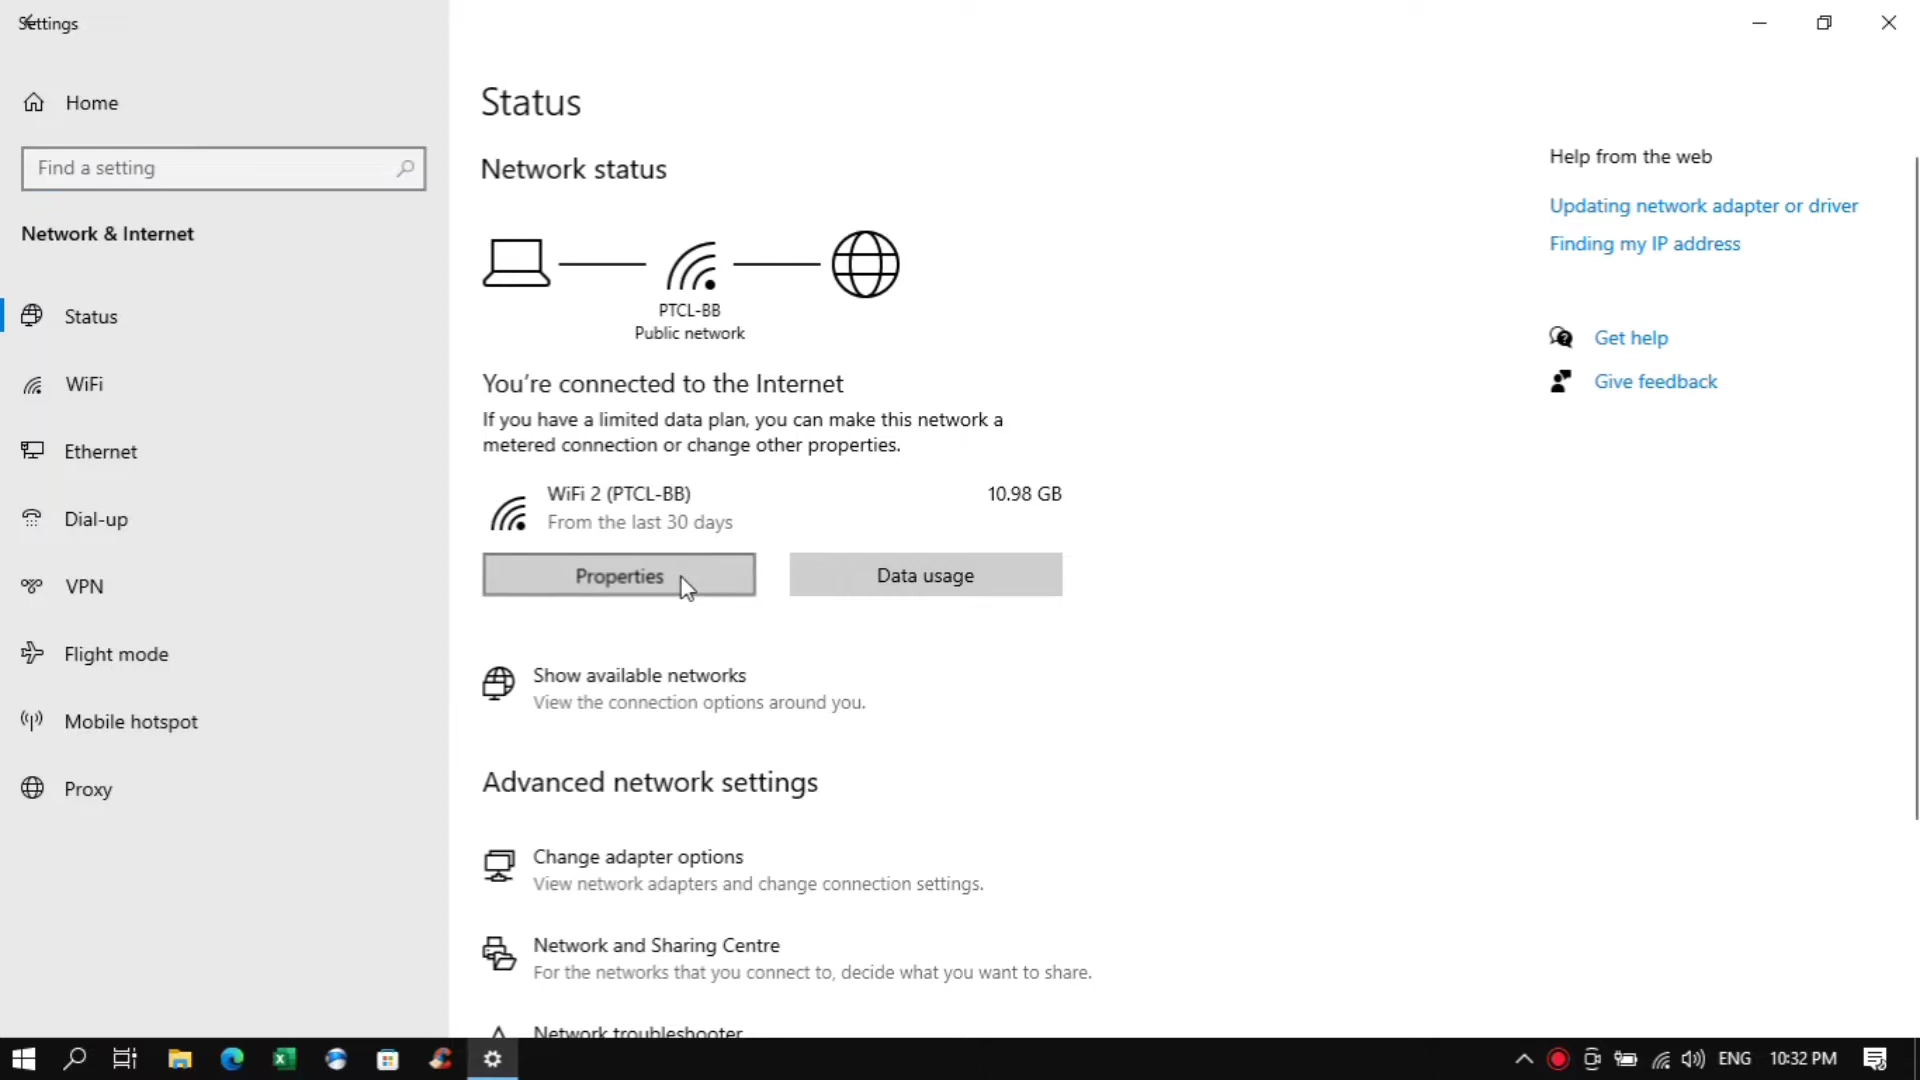 Settings
Home
Find a setting
Network & Internet
Status
WiFi
Ethernet
Dial-up
VPN
Flight mode
Mobile hotspot
Proxy
Status
Network status
PTCL-BB
Public network
You're connected to the Internet
If you have a limited data plan, you can make this network a
metered connection or change other properties.
WiFi 2 (PTCL-BB) 10.98 GB
From the last 30 days
Properties Data usage
Show available networks
View the connection options around you.
Advanced network settings
Change adapter options
View network adapters and change connection settings.
Network and Sharing Centre
For the networks that you connect to, decide what you want to share.
Network troubleshooter
Help from the web
Updating network adapter or driver
Finding my IP address
Get help
Give feedback
ENG 10:32 PM